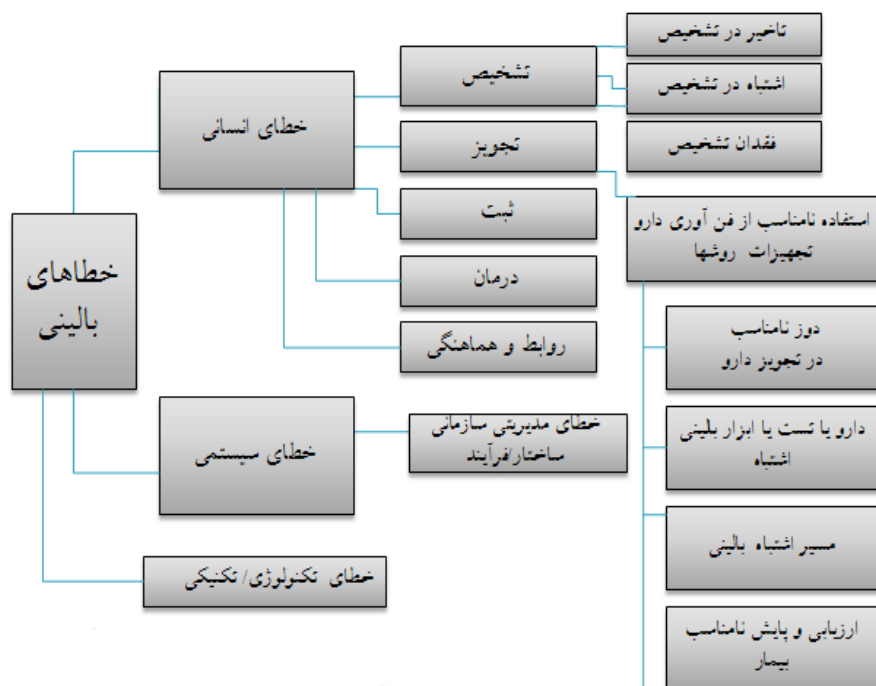 خطاهای
بالینی
خطای انسانی
تشخیص
تاخیر در تشخیص
اشتباه در تشخیص
فقدان تشخیص
تجویز
استفاده نامناسب از فن آوری دارو
تجهیزات روشها
دوز نامناسب
در تجویز دارو
دارو یا تست یا ابزار بلینی
اشتباه
مسیر اشتباه بالینی
ارزیابی و پایش نامناسب
بیمار
ثبت
درمان
روابط و هماهنگی
خطای سیستمی
خطای مدیریتی سازمانی
ساختار/فرآیند
خطای تکنولوژی/ تکنیکی